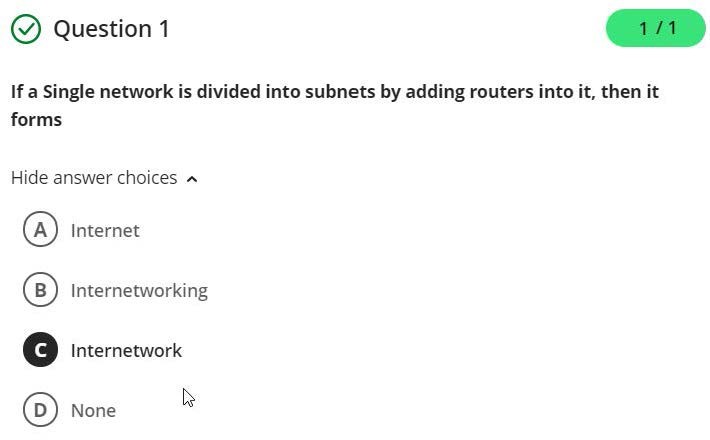 Question 1
1 / 1
If a Single network is divided into subnets by adding routers into it, then it
forms
Hide answer choices
A Internet
B Internetworking
C Internetwork
D None